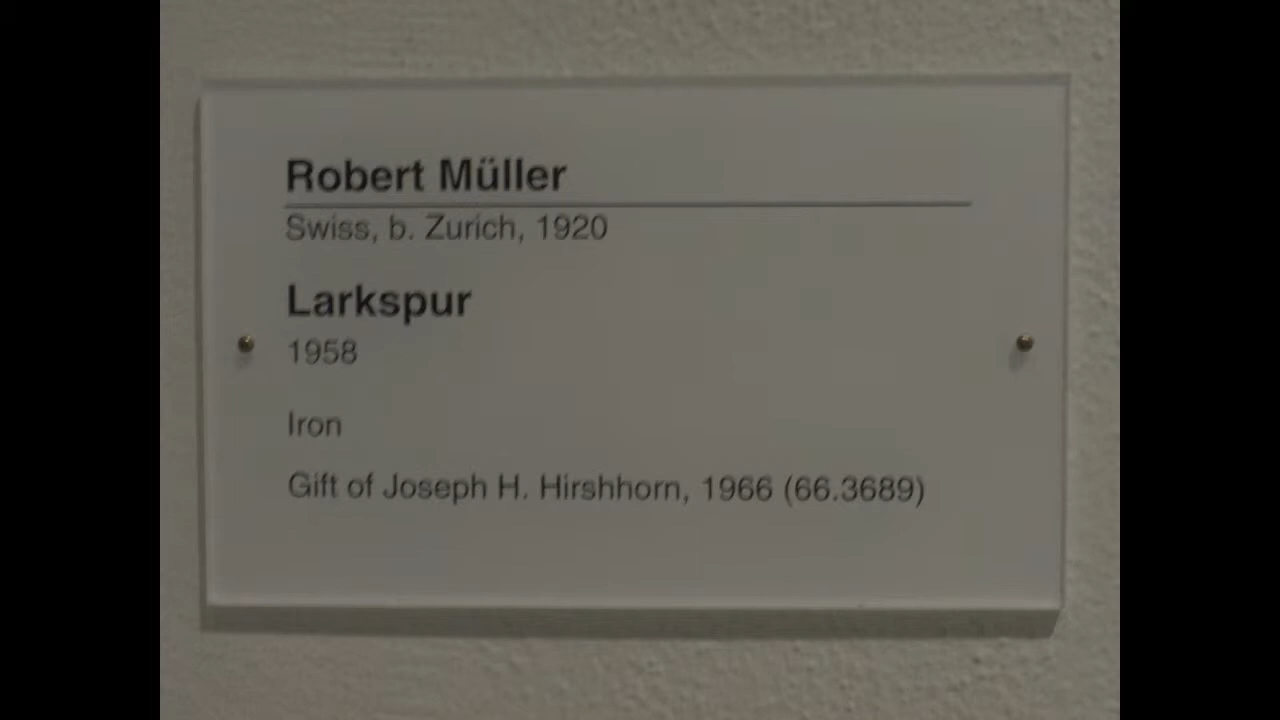 Robert Müller
Swiss, b. Zurich, 1920
Larkspur
1958
Iron
Gift of Joseph H. Hirshhorn, 1966 (66.3689)